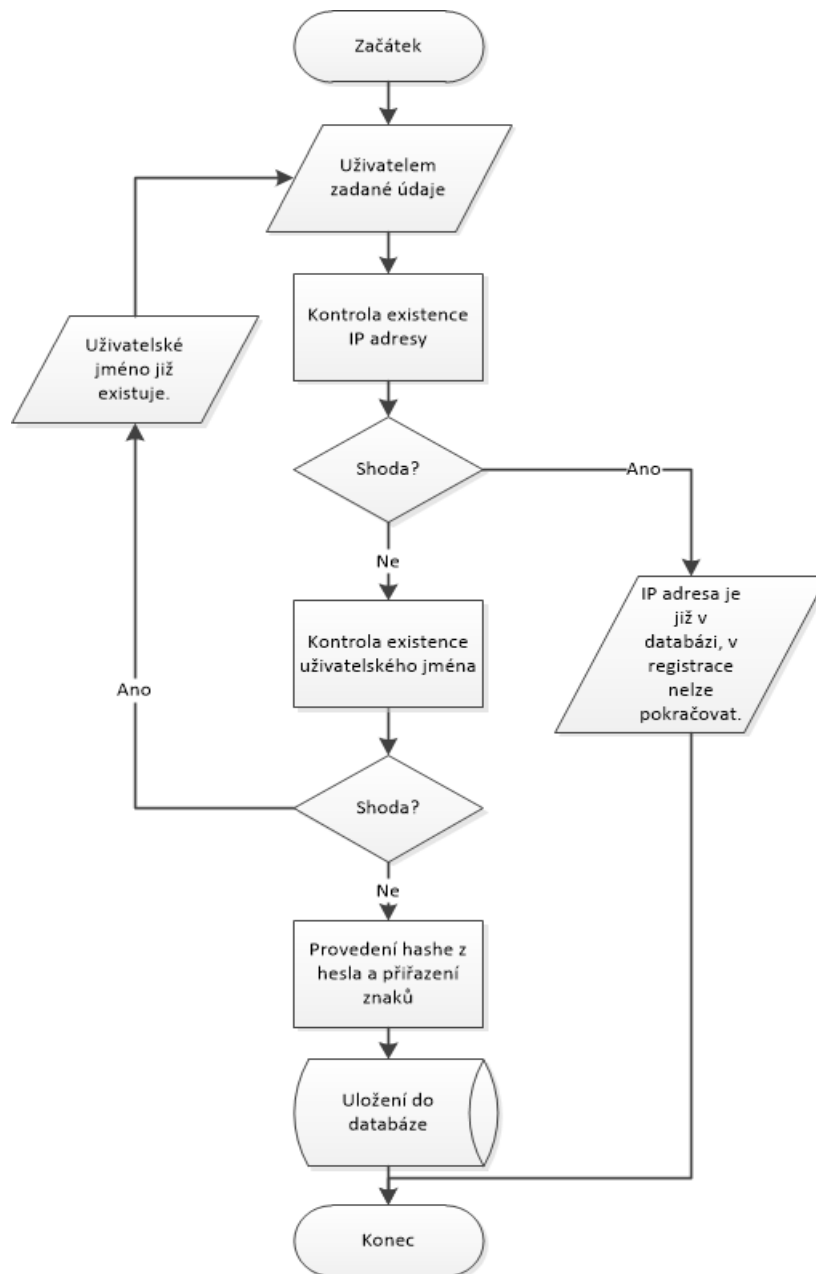 Začátek
Uživatelem
zadané údaje
Kontrola existence
IP adresy
Uživatelské
jméno již
existuje.
Shoda?
Ano
Ne
IP adresa je
již v
databázi, v
registrace
nelze
pokračovat.
Kontrola existence
uživatelského jména
Ano
Shoda?
Ne
Provedení hashe z
hesla a přiřazení
znaků
Uložení do
databáze
Konec